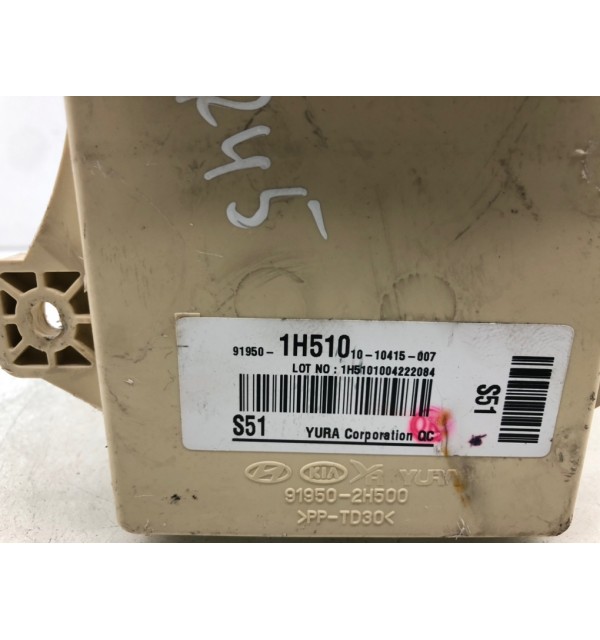 245
91950- 1H510 10-10415-007
LOT NO : 1H5101004222084
S51
S51 YURA Corporation QC
KIA YURA
91950-2H500
>PP-TD30<